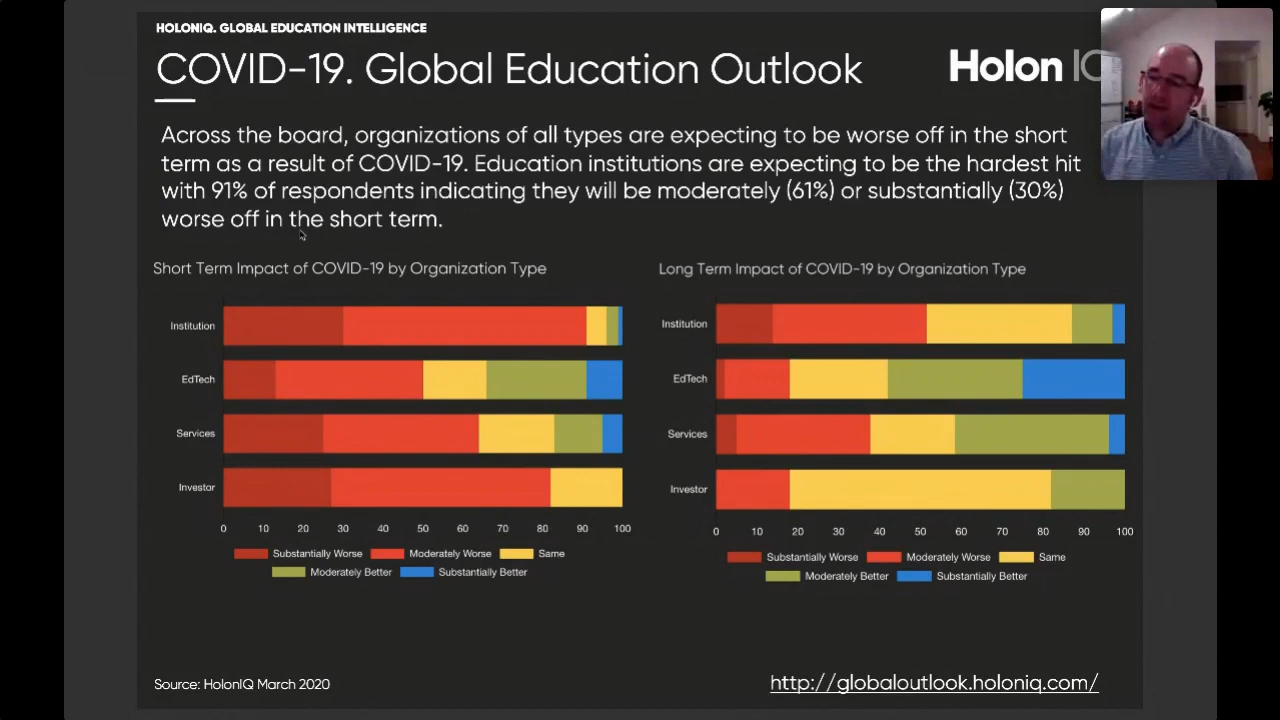 HOLONIQ. GLOBAL EDUCATION INTELLIGENCE
COVID-19. Global Education Outlook
Holon IQ
Across the board, organizations of all types are expecting to be worse off in the short
term as a result of COVID-19. Education institutions are expecting to be the hardest hit
with 91% of respondents indicating they will be moderately (61%) or substantially (30%)
worse off in the short term.
Short Term Impact of COVID-19 by Organization Type
Institution
EdTech
Services
Investor
0 10 20 30 40 50 60 70 80 90 100
Substantially Worse Moderately Worse Same
Moderately Better Substantially Better
Long Term Impact of COVID-19 by Organization Type
Institution
EdTech
Services
Investor
0 10 20 30 40 50 60 70 80 90 100
Substantially Worse Moderately Worse Same
Moderately Better Substantially Better
Source: HolonIQ March 2020
http://globaloutlook.holoniq.com/